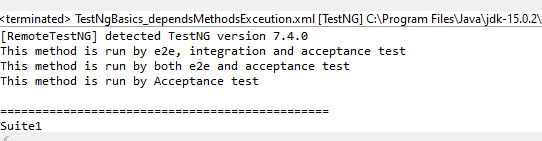 <terminated> TestNgBasics_dependsMethodsExceution.xml [TestNG] C:\Program Files\Java\jdk-15.0.2\
[RemoteTestNG] detected TestNG version 7.4.0
This method is run by e2e, integration and acceptance test
This method is run by both e2e and acceptance test
This method is run by Acceptance test
===============================================
Suite1